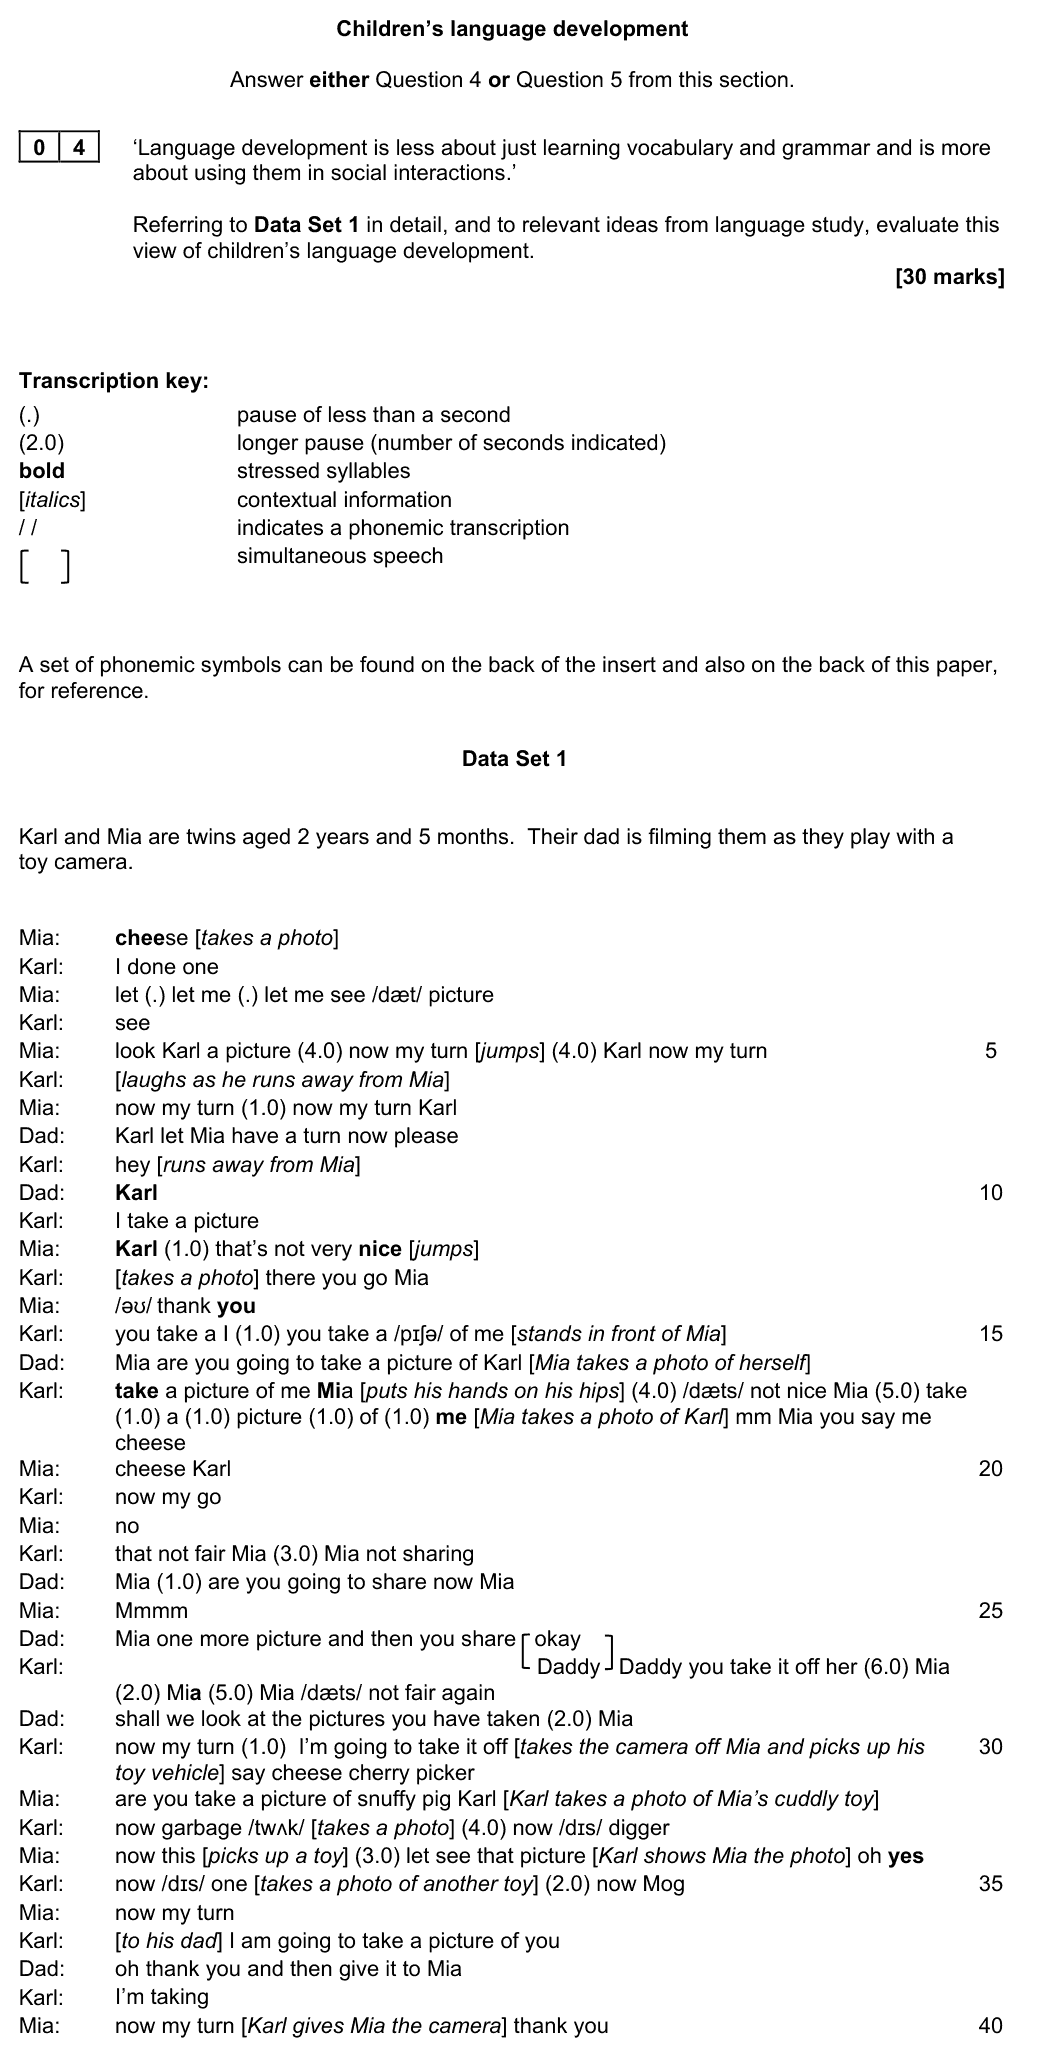 Children's language development
Answer either Question 4 or Question 5 from this section.
0 4 ‘Language development is less about just learning vocabulary and grammar and is more
about using them in social interactions.’
Referring to Data Set 1 in detail, and to relevant ideas from language study, evaluate this
view of children's language development.
[30 marks]
Transcription key:
(.) pause of less than a second
(2.0) longer pause (number of seconds indicated)
bold stressed syllables
[italics] contextual information
/ / indicates a phonemic transcription
[ ] simultaneous speech
A set of phonemic symbols can be found on the back of the insert and also on the back of this paper,
for reference.
Data Set 1
Karl and Mia are twins aged 2 years and 5 months. Their dad is filming them as they play with a
toy camera.
Mia: cheese [takes a photo]
Karl: I done one
Mia: let (.) let me (.) let me see /dæt/ picture
Karl: see
Mia: look Karl a picture (4.0) now my turn [jumps] (4.0) Karl now my turn 5
Karl: [laughs as he runs away from Mia]
Mia: now my turn (1.0) now my turn Karl
Dad: Karl let Mia have a turn now please
Karl: hey [runs away from Mia]
Dad: Karl 10
Karl: I take a picture
Mia: Karl (1.0) that's not very nice [jumps]
Karl: [takes a photo] there you go Mia
Mia: /əʊ/ thank you
Karl: you take a I (1.0) you take a /pɪʃə/ of me [stands in front of Mia] 15
Dad: Mia are you going to take a picture of Karl [Mia takes a photo of herself]
Karl: take a picture of me Mia [puts his hands on his hips] (4.0) /dæts/ not nice Mia (5.0) take
(1.0) a (1.0) picture (1.0) of (1.0) me [Mia takes a photo of Karl] mm Mia you say me
cheese
Mia: cheese Karl 20
Karl: now my go
Mia: no
Karl: that not fair Mia (3.0) Mia not sharing
Dad: Mia (1.0) are you going to share now Mia
Mia: Mmmm 25
Dad: Mia one more picture and then you share [ okay ]
Karl: [ Daddy ] Daddy you take it off her (6.0) Mia
(2.0) Mia (5.0) Mia /dæts/ not fair again
Dad: shall we look at the pictures you have taken (2.0) Mia
Karl: now my turn (1.0) I'm going to take it off [takes the camera off Mia and picks up his 30
toy vehicle] say cheese cherry picker
Mia: are you take a picture of snuffy pig Karl [Karl takes a photo of Mia's cuddly toy]
Karl: now garbage /twʌk/ [takes a photo] (4.0) now /dɪs/ digger
Mia: now this [picks up a toy] (3.0) let see that picture [Karl shows Mia the photo] oh yes
Karl: now /dɪs/ one [takes a photo of another toy] (2.0) now Mog 35
Mia: now my turn
Karl: [to his dad] I am going to take a picture of you
Dad: oh thank you and then give it to Mia
Karl: I'm taking
Mia: now my turn [Karl gives Mia the camera] thank you 40